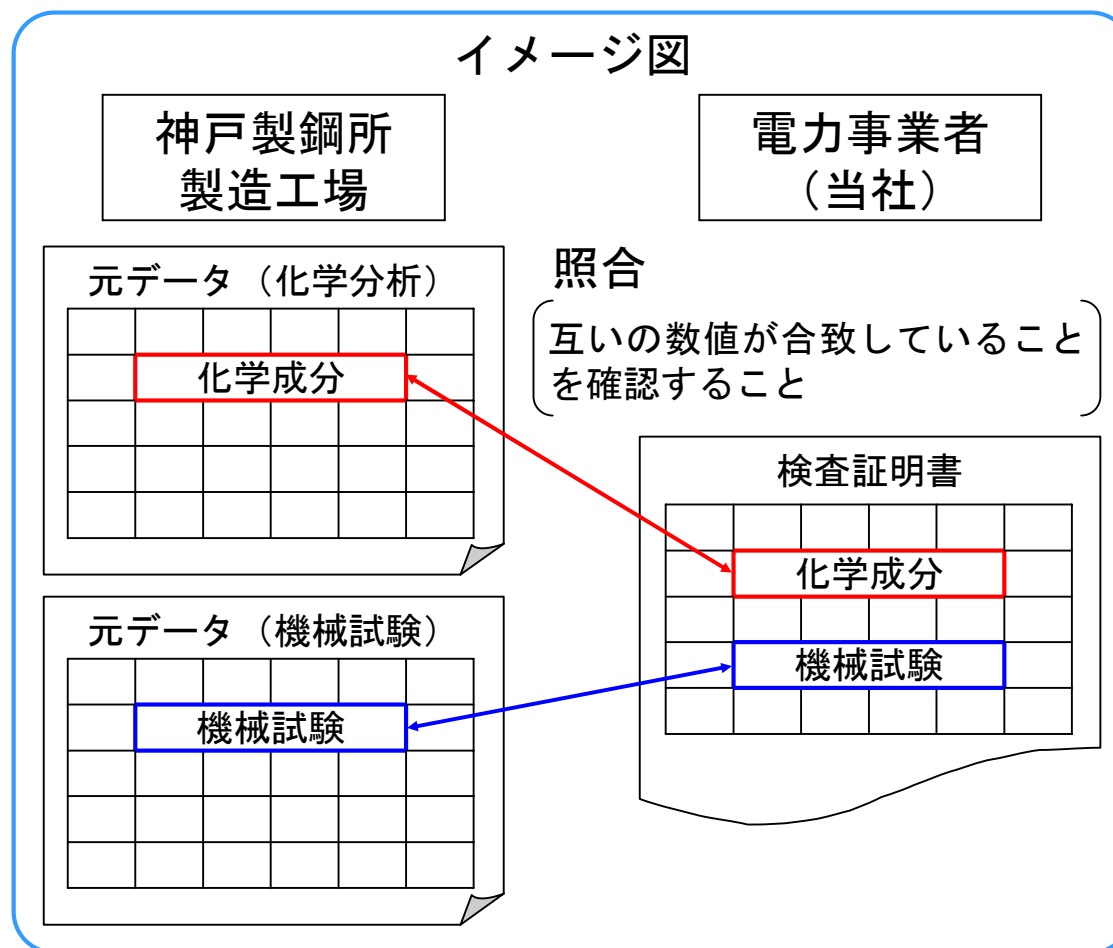 イメージ図
神戸製鋼所
製造工場
電力事業者
（当社）
元データ（化学分析）
化学成分
照合
互いの数値が合致していること
を確認すること
検査証明書
化学成分
機械試験
元データ（機械試験）
機械試験